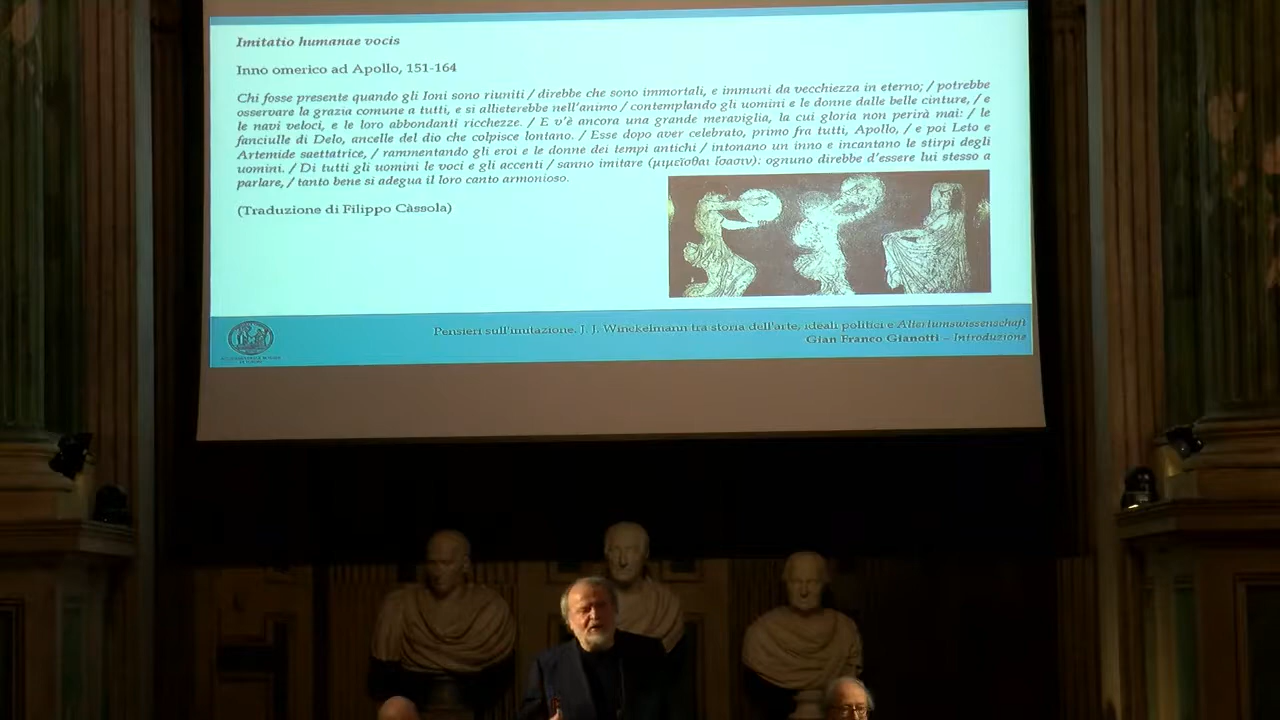 Imitatio humanae vocis
Inno omerico ad Apollo, 151-164
Chi fosse presente quando gli Ioni sono riuniti / direbbe che sono immortali, e immuni da vecchiezza in eterno; / potrebbe
osservare la grazia comune a tutti, e si allieterebbe nell'animo / contemplando gli uomini e le donne dalle belle cinture, / e
le navi veloci, e le loro abbondanti ricchezze. / E v'è ancora una grande meraviglia, la cui gloria non perirà mai: / le
fanciulle di Delo, ancelle del dio che colpisce lontano. / Esse dopo aver celebrato, primo fra tutti, Apollo, / e poi Leto e
Artemide saettatrice, / rammentando gli eroi e le donne dei tempi antichi / intonano un inno e incantano le stirpi degli
uomini. / Di tutti gli uomini le voci e gli accenti / sanno imitare (μιμεῖσθαι ἴσασιν): ognuno direbbe d'essere lui stesso a
parlare, / tanto bene si adegua il loro canto armonioso.
(Traduzione di Filippo Càssola)
Pensieri sull'imitazione. J. J. Winckelmann tra storia dell'arte, ideali politici e Altertumswissenschaft
Gian Franco Gianotti – Introduzione